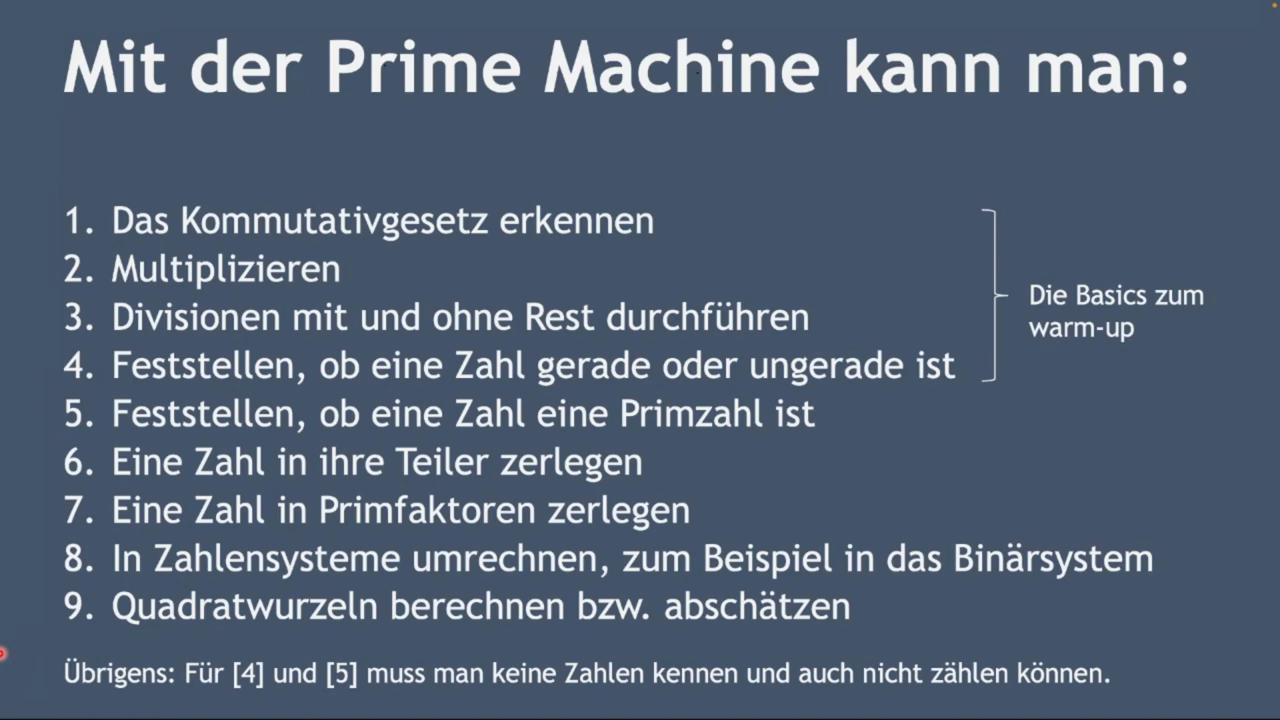 Mit der Prime Machine kann man:
1. Das Kommutativgesetz erkennen
2. Multiplizieren
3. Divisionen mit und ohne Rest durchführen
4. Feststellen, ob eine Zahl gerade oder ungerade ist
Die Basics zum
warm-up
5. Feststellen, ob eine Zahl eine Primzahl ist
6. Eine Zahl in ihre Teiler zerlegen
7. Eine Zahl in Primfaktoren zerlegen
8. In Zahlensysteme umrechnen, zum Beispiel in das Binärsystem
9. Quadratwurzeln berechnen bzw. abschätzen
Übrigens: Für [4] und [5] muss man keine Zahlen kennen und auch nicht zählen können.